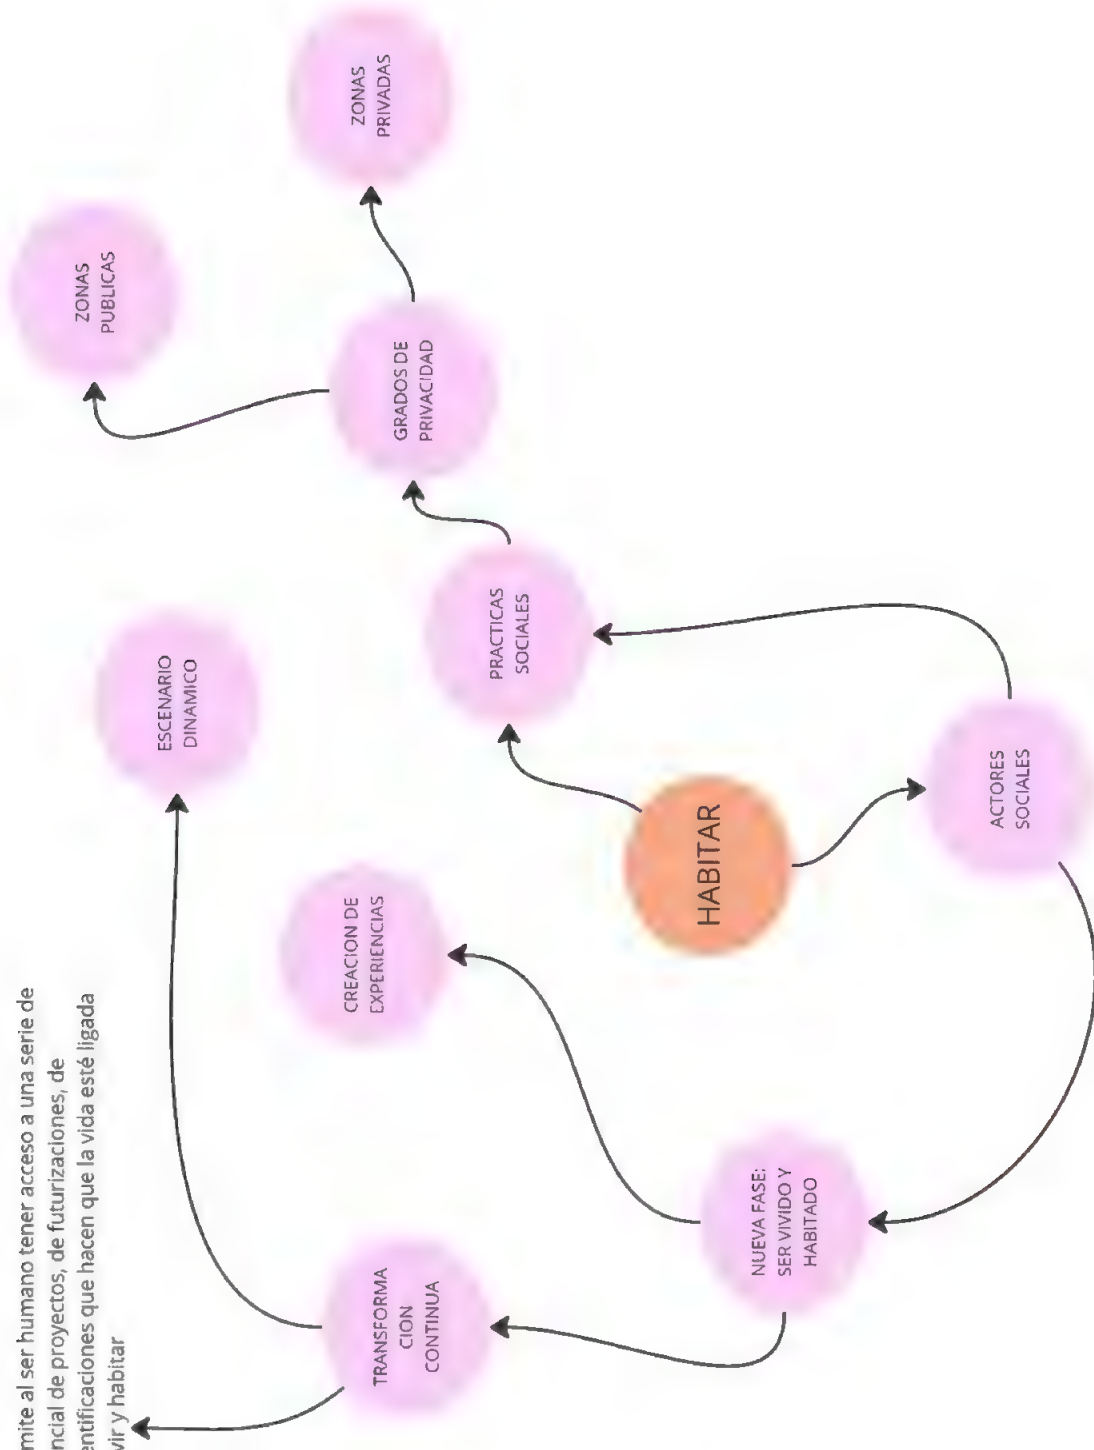 mite al ser humano tener acceso a una serie de
ncial de proyectos, de futurizaciones, de
entificaciones que hacen que la vida esté ligada
vir y habitar
TRANSFORMA
CION
CONTINUA
NUEVA FASE:
SER VIVIDO Y
HABITADO
CREACION DE
EXPERIENCIAS
ESCENARIO
DINAMICO
HABITAR
ACTORES
SOCIALES
PRACTICAS
SOCIALES
GRADOS DE
PRIVACIDAD
ZONAS
PUBLICAS
ZONAS
PRIVADAS